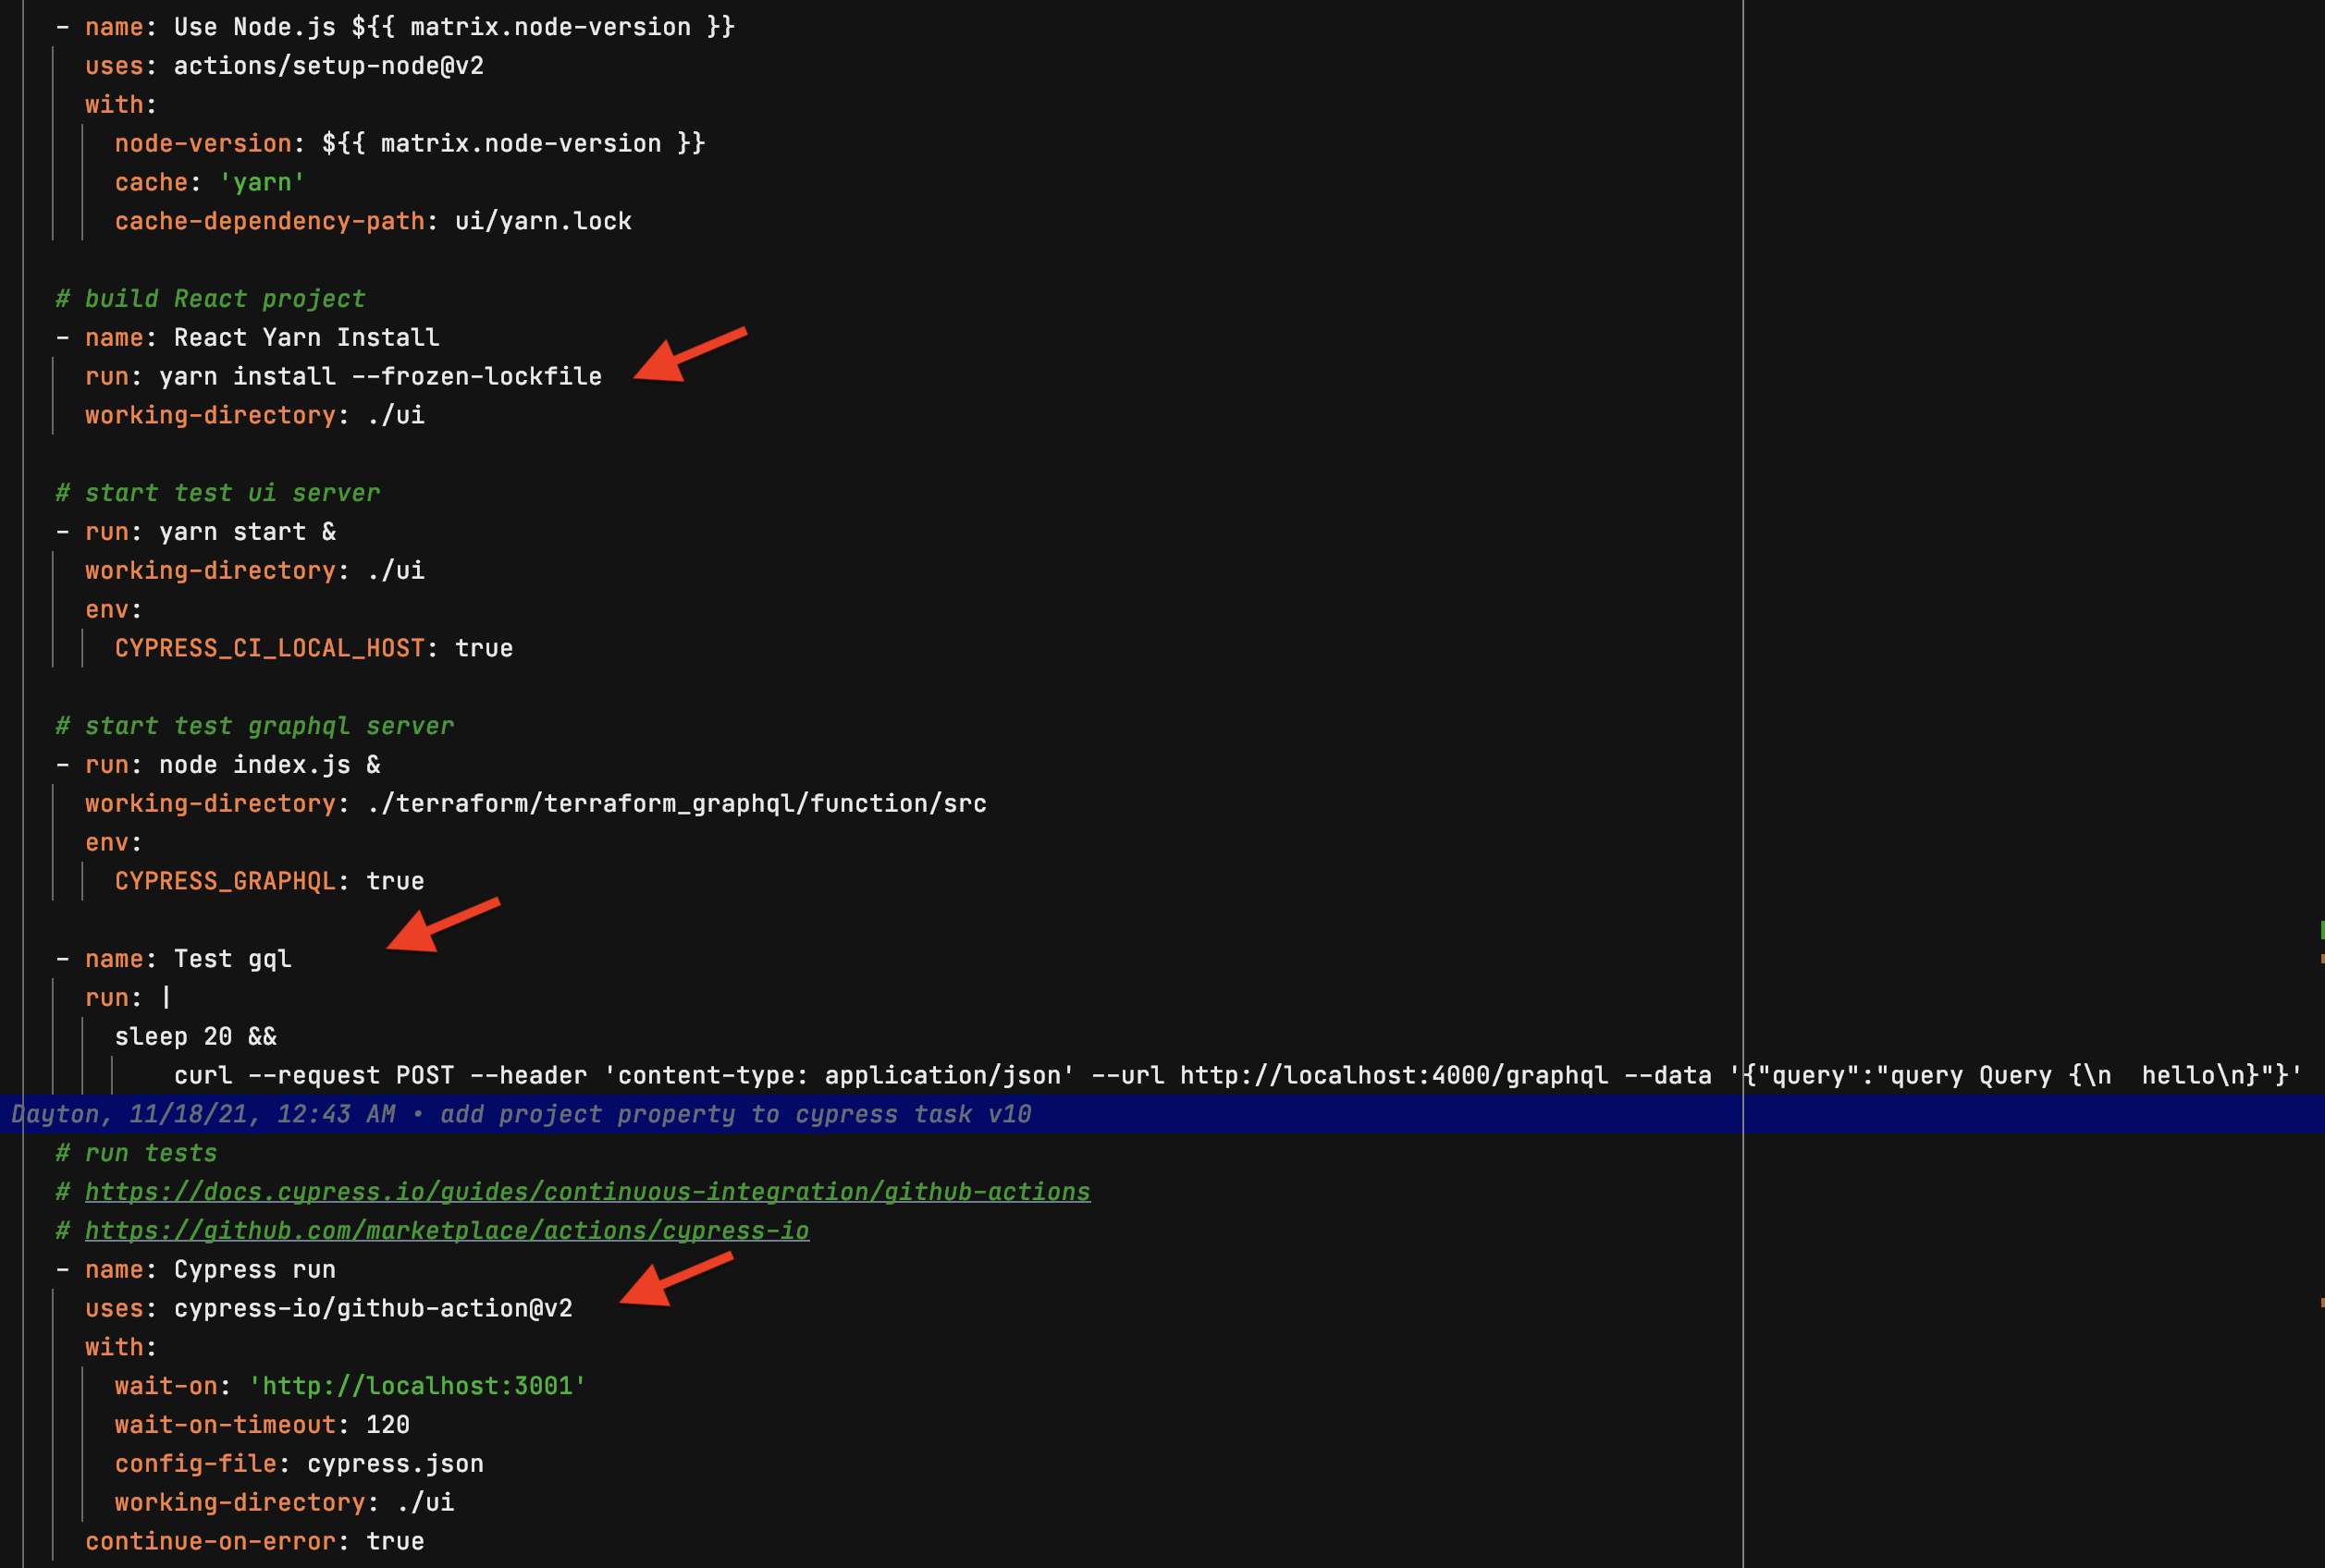 - name: Use Node.js ${{ matrix.node-version }}
uses: actions/setup-node@v2
with:
node-version: ${{ matrix.node-version }}
cache: 'yarn'
cache-dependency-path: ui/yarn.lock
# build React project
- name: React Yarn Install
run: yarn install --frozen-lockfile
working-directory: ./ui
# start test ui server
- run: yarn start &
working-directory: ./ui
env:
CYPRESS_CI_LOCAL_HOST: true
# start test graphql server
- run: node index.js &
working-directory: ./terraform/terraform_graphql/function/src
env:
CYPRESS_GRAPHQL: true
- name: Test gql
run: |
sleep 20 &&
curl --request POST --header 'content-type: application/json' --url http://localhost:4000/graphql --data '{"query":"query Query {\n  hello\n}"}'
Dayton, 11/18/21, 12:43 AM • add project property to cypress task v10
# run tests
# https://docs.cypress.io/guides/continuous-integration/github-actions
# https://github.com/marketplace/actions/cypress-io
- name: Cypress run
uses: cypress-io/github-action@v2
with:
wait-on: 'http://localhost:3001'
wait-on-timeout: 120
config-file: cypress.json
working-directory: ./ui
continue-on-error: true